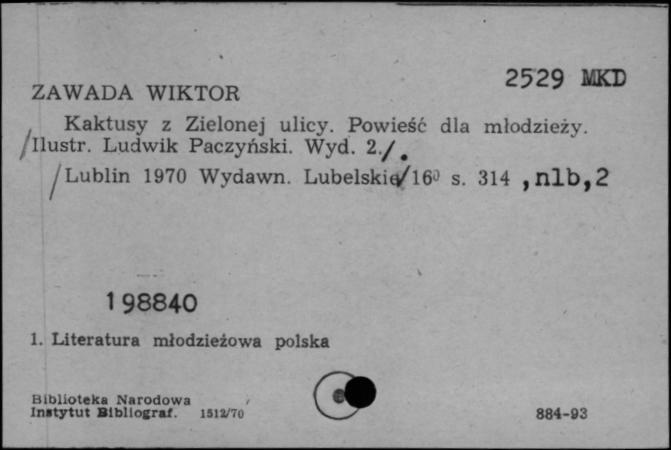 2529 MKD
ZAWADA WIKTOR
Kaktusy z Zielonej ulicy. Powieść dla młodzieży.
/Ilustr. Ludwik Paczyński. Wyd. 2./.
/Lublin 1970 Wydawn. Lubelskie/16⁰ s. 314 ,nlb,2
198840
1. Literatura młodzieżowa polska
Biblioteka Narodowa
Instytut Bibliograf. 1512/70
884-93